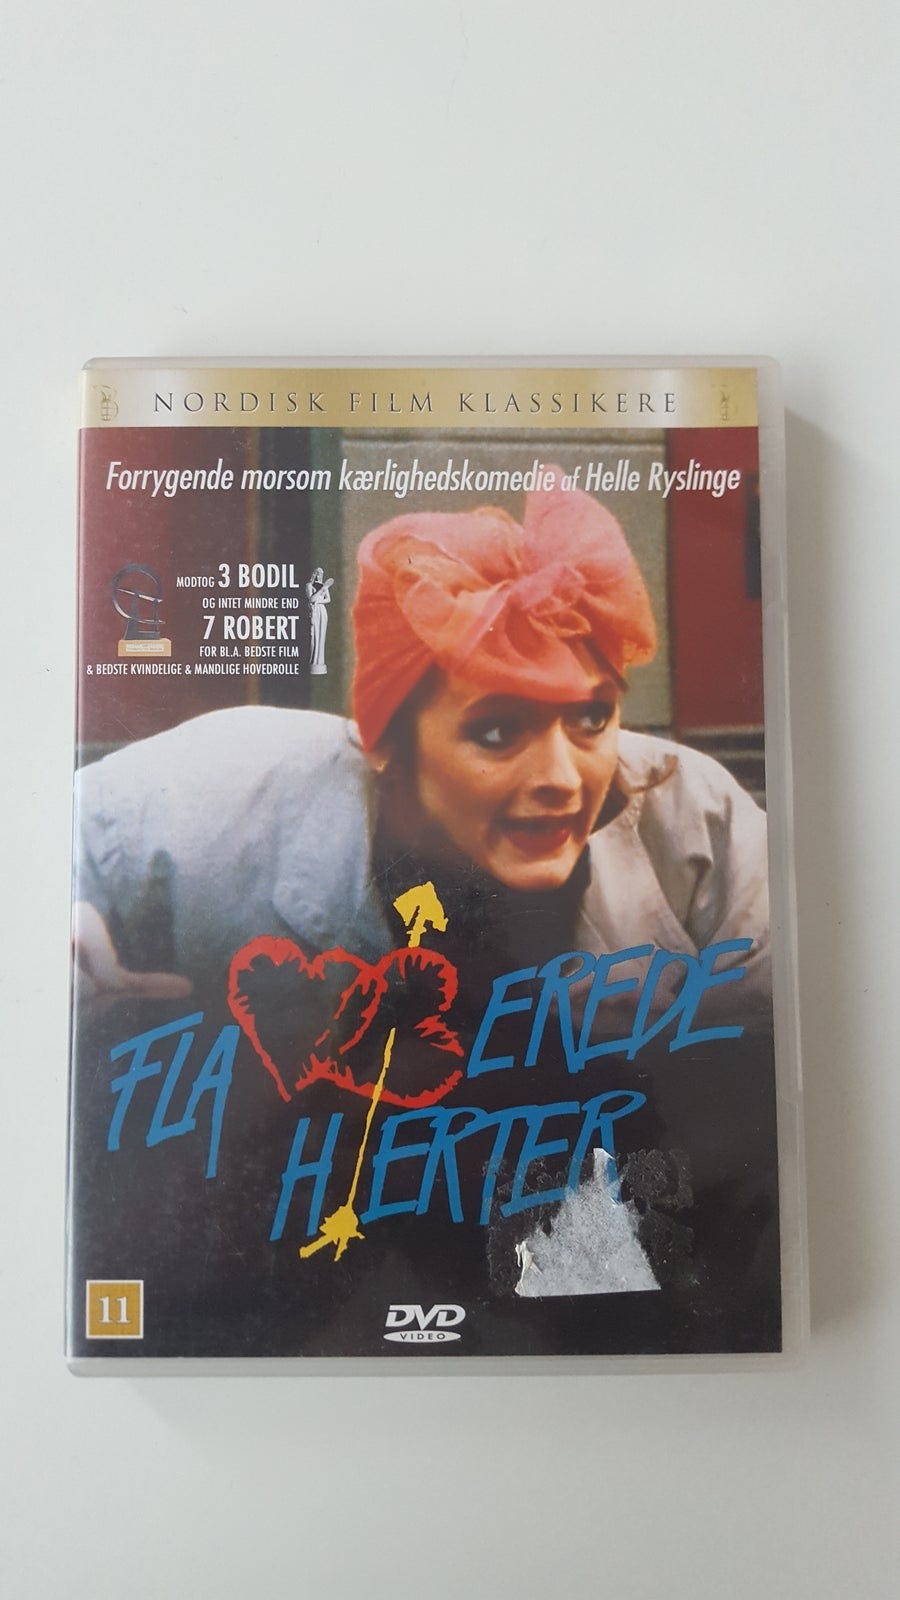 NORDISK FILM KLASSIKERE
Forrygende morsom kærlighedskomedie af Helle Ryslinge
MODTOG 3 BODIL
OG INTET MINDRE END
7 ROBERT
FOR BL.A. BEDSTE FILM
& BEDSTE KVINDELIGE & MANDLIGE HOVEDROLLE
FLA EREDE
HJERTER
11
DVD
VIDEO